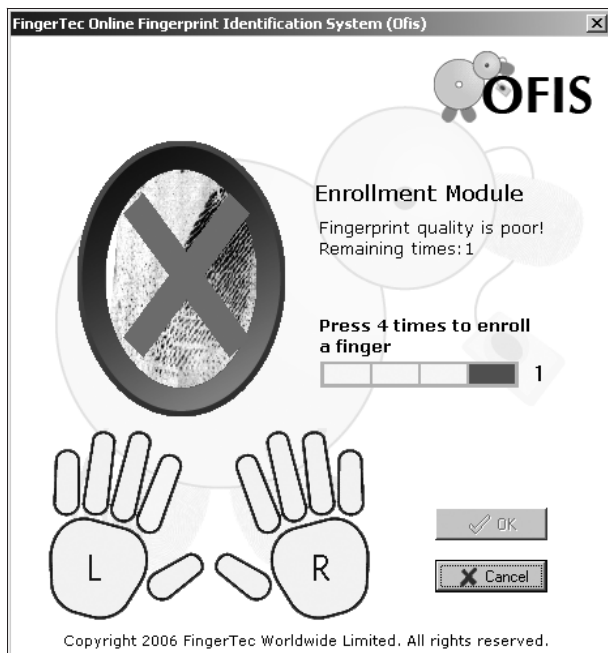 FingerTec Online Fingerprint Identification System (Ofis)
OFIS
Enrollment Module
Fingerprint quality is poor!
Remaining times:1
Press 4 times to enroll
a finger
1
L
R
OK
Cancel
Copyright 2006 FingerTec Worldwide Limited. All rights reserved.